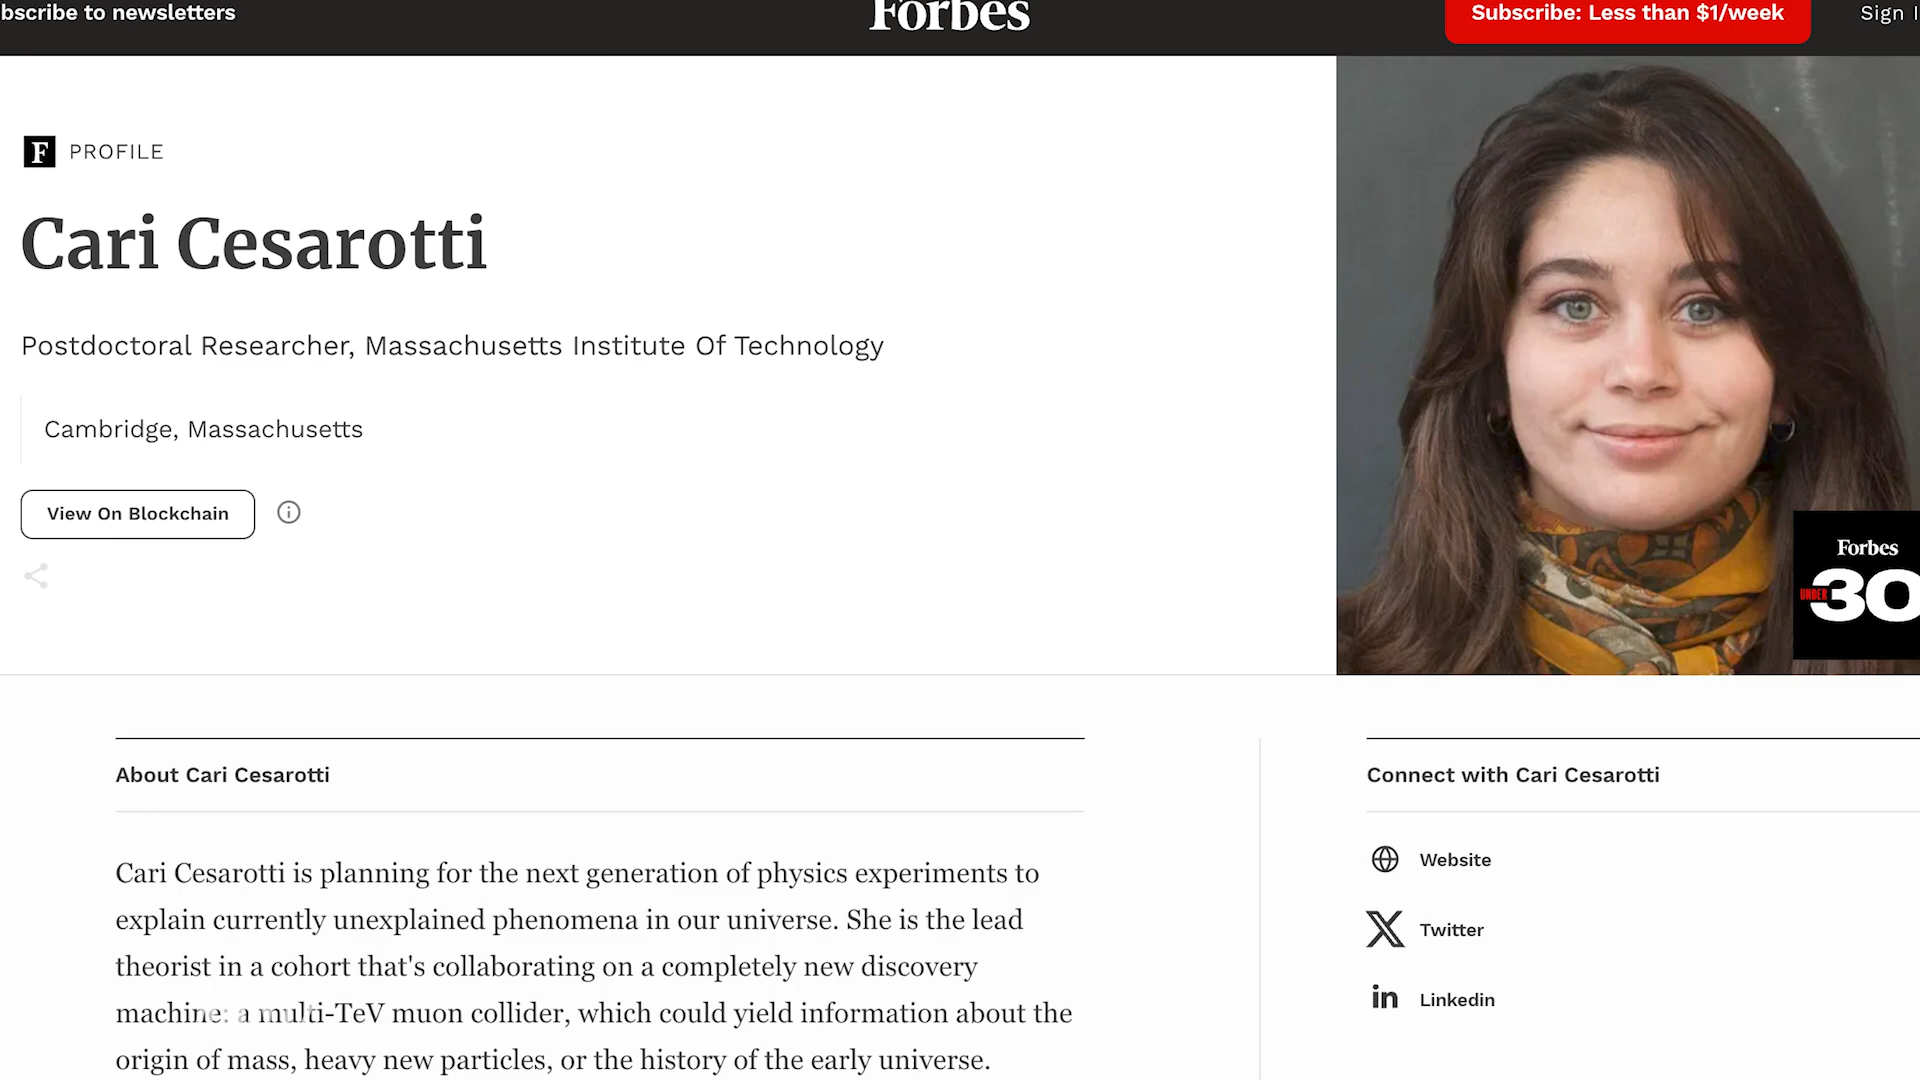 bscribe to newsletters
Forbes
Subscribe: Less than $1/week
Sign I
F PROFILE
Cari Cesarotti
Postdoctoral Researcher, Massachusetts Institute Of Technology
Cambridge, Massachusetts
View On Blockchain
Forbes
UNDER 30
About Cari Cesarotti
Cari Cesarotti is planning for the next generation of physics experiments to
explain currently unexplained phenomena in our universe. She is the lead
theorist in a cohort that's collaborating on a completely new discovery
machine: a multi-TeV muon collider, which could yield information about the
origin of mass, heavy new particles, or the history of the early universe.
Connect with Cari Cesarotti
Website
Twitter
in Linkedin